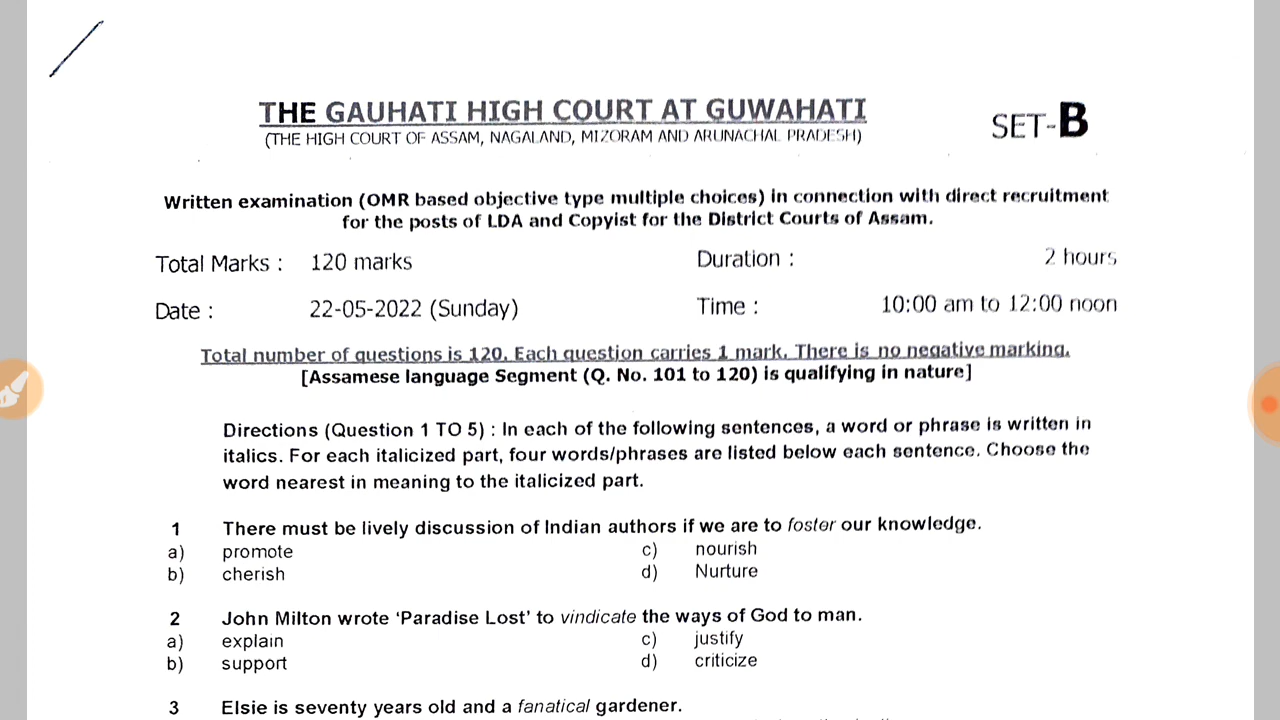 THE GAUHATI HIGH COURT AT GUWAHATI
(THE HIGH COURT OF ASSAM, NAGALAND, MIZORAM AND ARUNACHAL PRADESH)
SET-B
Written examination (OMR based objective type multiple choices) in connection with direct recruitment
for the posts of LDA and Copyist for the District Courts of Assam.
Total Marks : 120 marks Duration : 2 hours
Date : 22-05-2022 (Sunday) Time : 10:00 am to 12:00 noon
Total number of questions is 120. Each question carries 1 mark. There is no negative marking.
[Assamese language Segment (Q. No. 101 to 120) is qualifying in nature]
Directions (Question 1 TO 5) : In each of the following sentences, a word or phrase is written in
italics. For each italicized part, four words/phrases are listed below each sentence. Choose the
word nearest in meaning to the italicized part.
1 There must be lively discussion of Indian authors if we are to foster our knowledge.
a) promote c) nourish
b) cherish d) Nurture
2 John Milton wrote ‘Paradise Lost’ to vindicate the ways of God to man.
a) explain c) justify
b) support d) criticize
3 Elsie is seventy years old and a fanatical gardener.